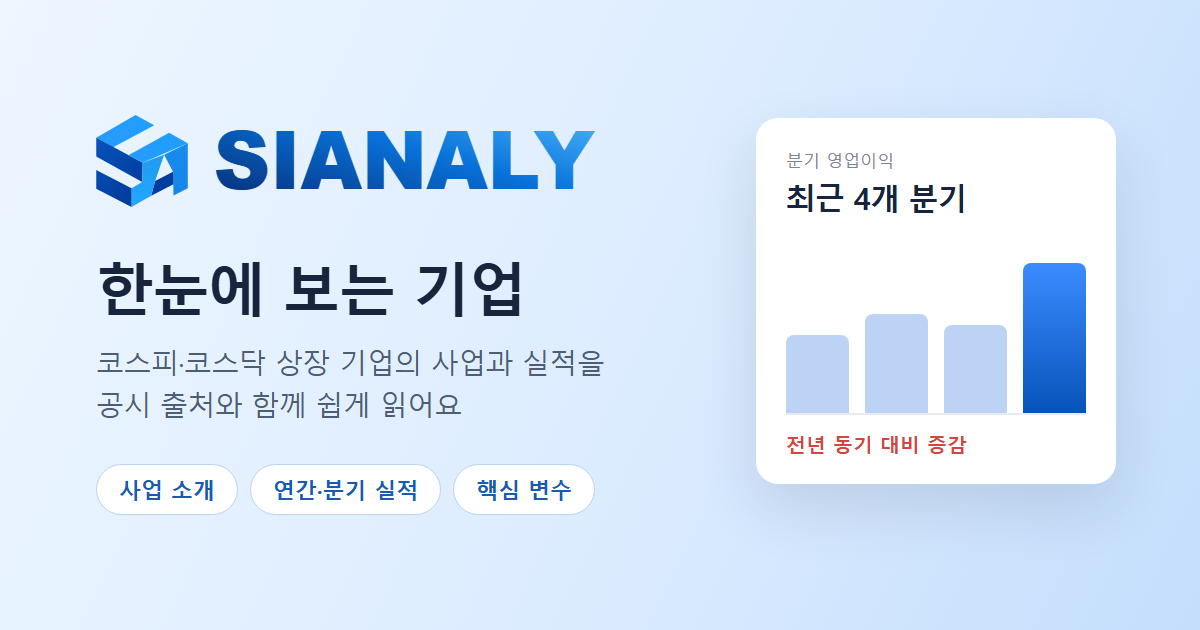 SIANALY
한눈에 보는 기업
코스피·코스닥 상장 기업의 사업과 실적을
공시 출처와 함께 쉽게 읽어요
사업 소개
연간·분기 실적
핵심 변수
분기 영업이익
최근 4개 분기
전년 동기 대비 증감